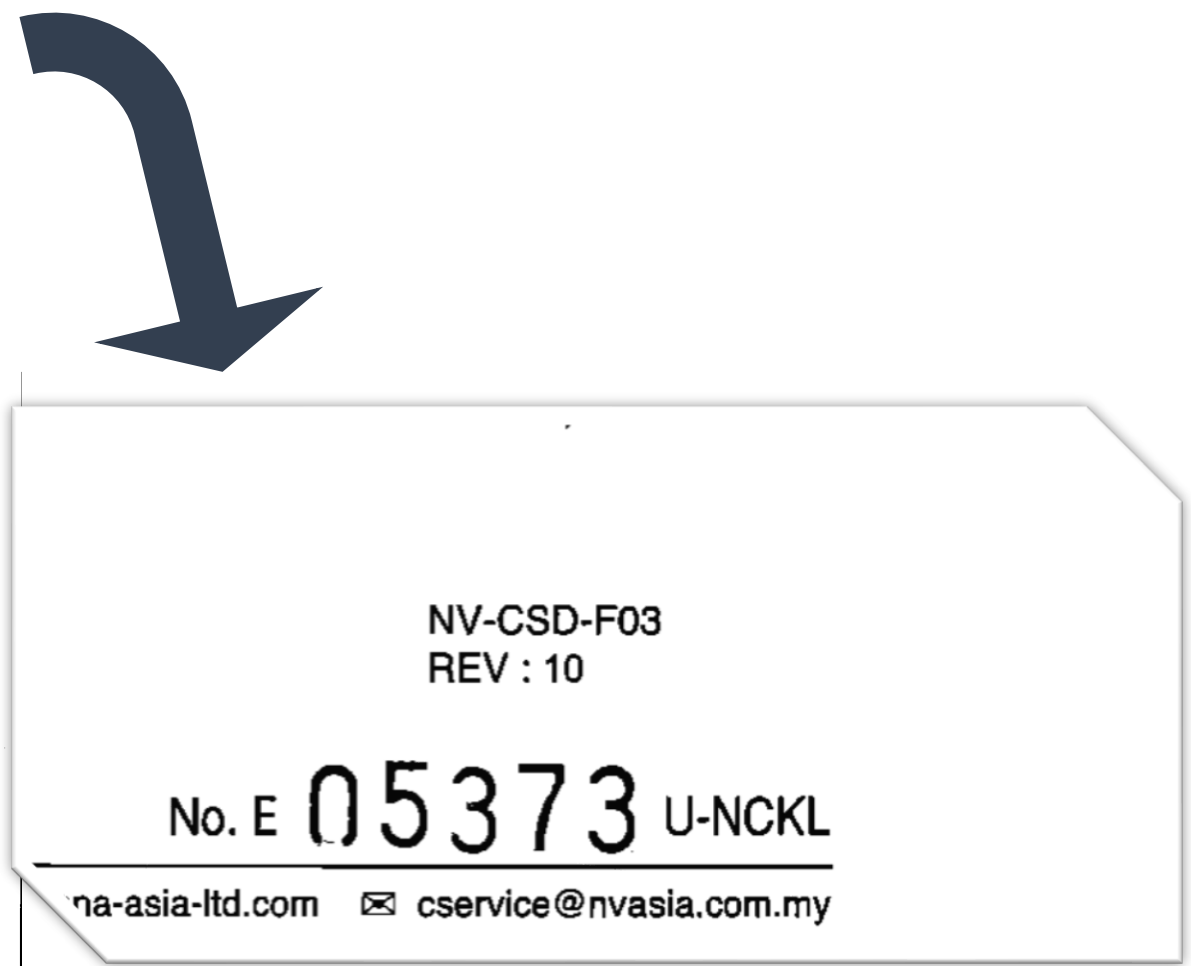 NV-CSD-F03
REV : 10
No. E 05373 U-NCKL
na-asia-ltd.com ✉ cservice@nvasia.com.my